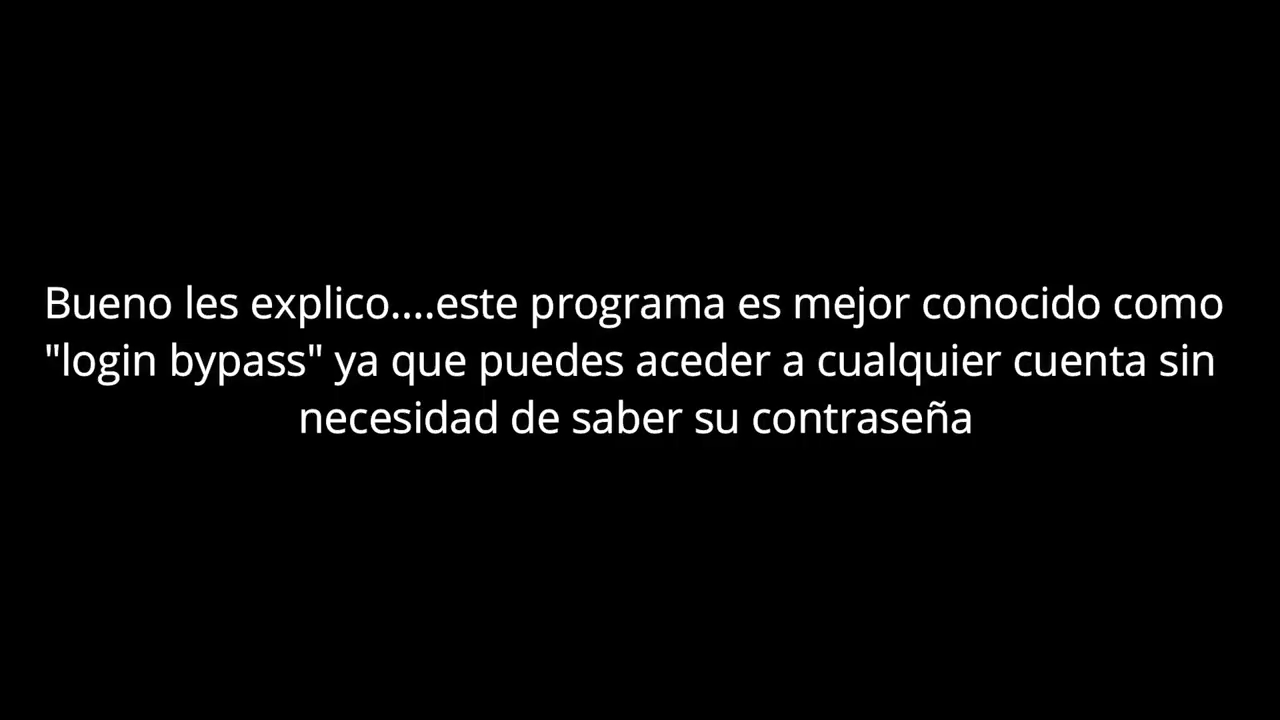 Bueno les explico....este programa es mejor conocido como
"login bypass" ya que puedes aceder a cualquier cuenta sin
necesidad de saber su contraseña